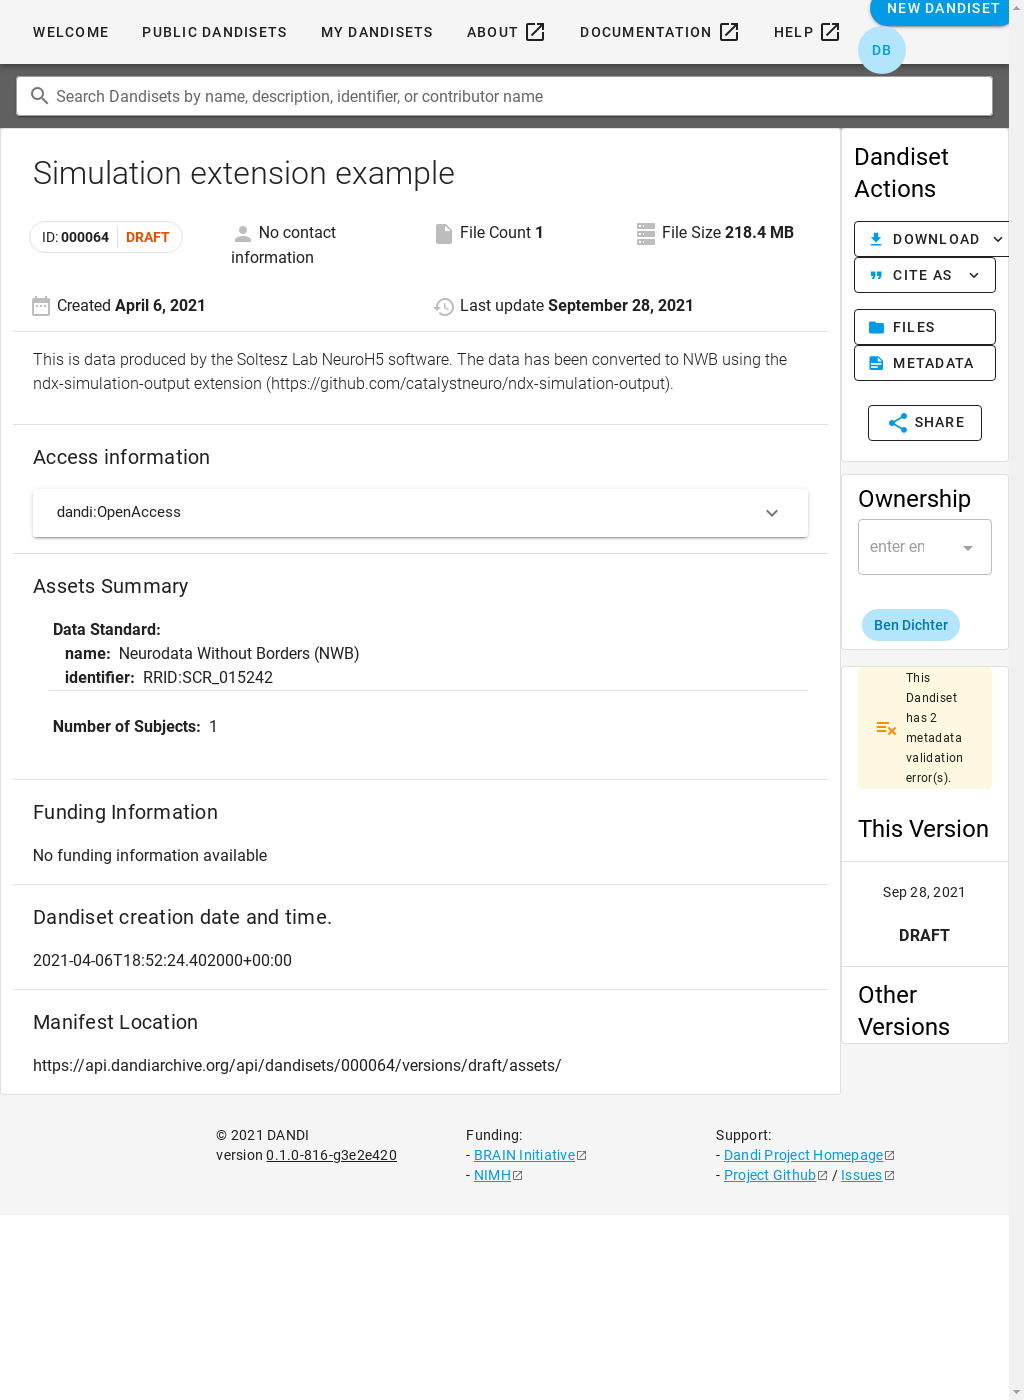 WELCOME
PUBLIC DANDISETS
MY DANDISETS
ABOUT
DOCUMENTATION
HELP
NEW DANDISET
DB
Search Dandisets by name, description, identifier, or contributor name
Simulation extension example
ID: 000064 DRAFT
No contact
information
File Count 1
File Size 218.4 MB
Created April 6, 2021
Last update September 28, 2021
This is data produced by the Soltesz Lab NeuroH5 software. The data has been converted to NWB using the
ndx-simulation-output extension (https://github.com/catalystneuro/ndx-simulation-output).
Access information
dandi:OpenAccess
Assets Summary
Data Standard:
name: Neurodata Without Borders (NWB)
identifier: RRID:SCR_015242
Number of Subjects: 1
Funding Information
No funding information available
Dandiset creation date and time.
2021-04-06T18:52:24.402000+00:00
Manifest Location
https://api.dandiarchive.org/api/dandisets/000064/versions/draft/assets/
Dandiset
Actions
DOWNLOAD
CITE AS
FILES
METADATA
SHARE
Ownership
enter en
Ben Dichter
This
Dandiset
has 2
metadata
validation
error(s).
This Version
Sep 28, 2021
DRAFT
Other
Versions
© 2021 DANDI
version 0.1.0-816-g3e2e420
Funding:
- BRAIN Initiative
- NIMH
Support:
- Dandi Project Homepage
- Project Github / Issues